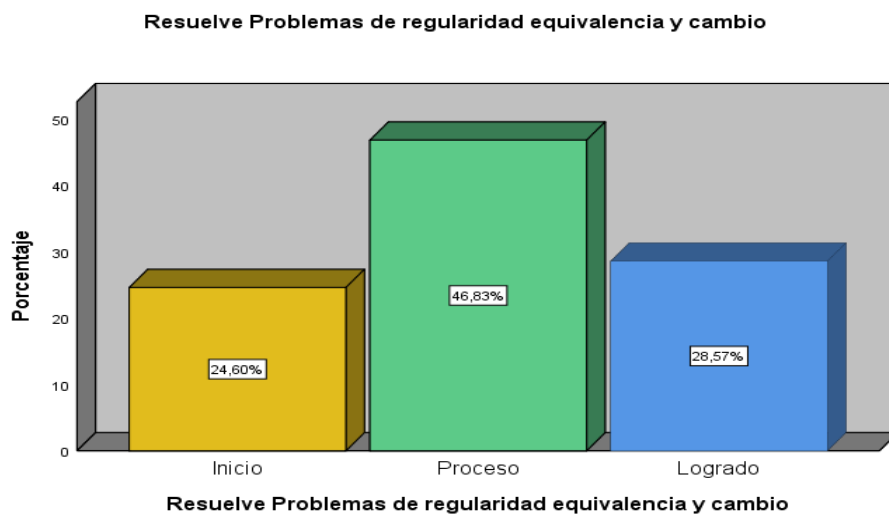 Resuelve Problemas de regularidad equivalencia y cambio
Porcentaje
50
40
30
20
10
0
24,60%
46,83%
28,57%
Inicio
Proceso
Logrado
Resuelve Problemas de regularidad equivalencia y cambio